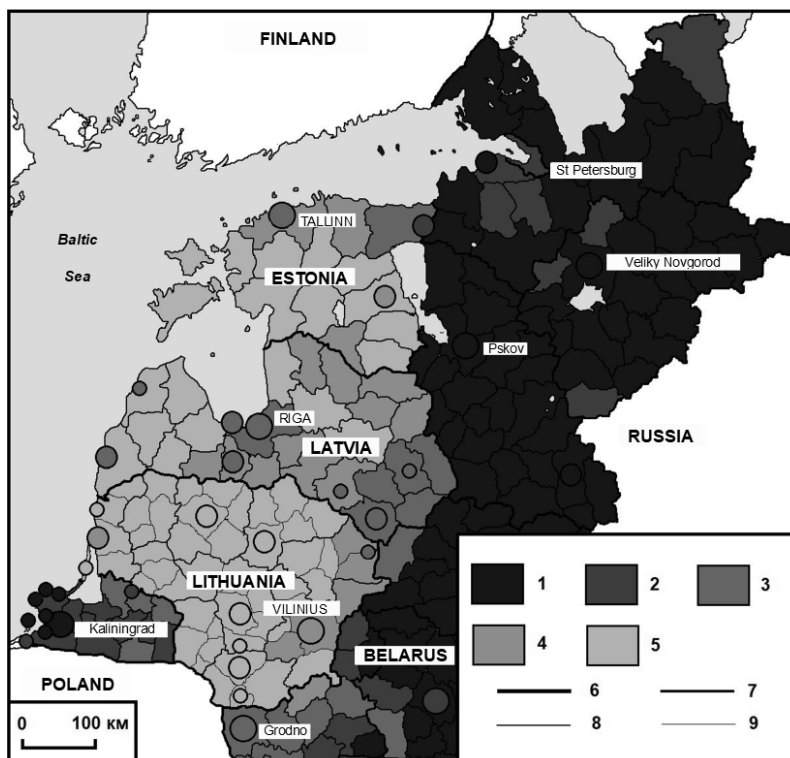 FINLAND
St Petersburg
TALLINN
Baltic
Sea
ESTONIA
Veliky Novgorod
Pskov
RIGA
LATVIA
RUSSIA
LITHUANIA
VILINIUS
Kaliningrad
BELARUS
POLAND
Grodno
0 100 КМ
1 2 3
4 5
6 7
8 9